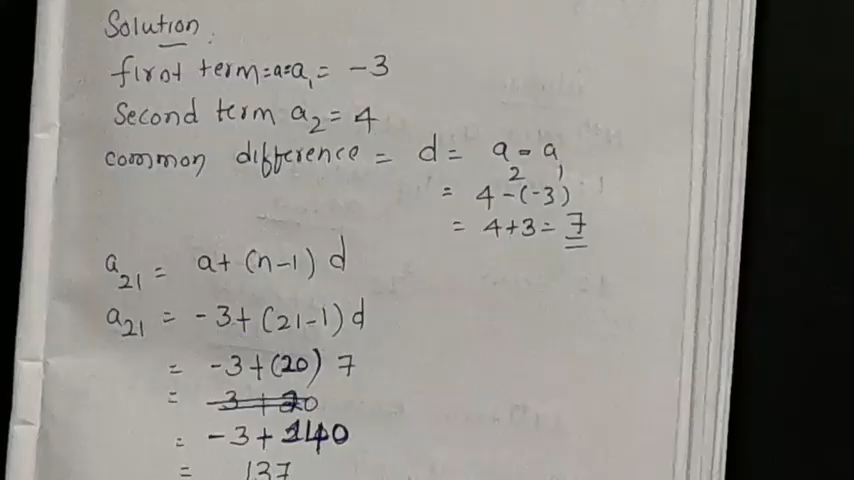 Solution.
first term=a=a₁ = -3
Second term a₂ = 4
common difference = d = a₂ - a₁
= 4-(-3)
= 4+3 = 7
a₂₁ = a+(n-1)d
a₂₁ = -3+(21-1)d
= -3+(20)7
= -3+20
= -3+140
= 137